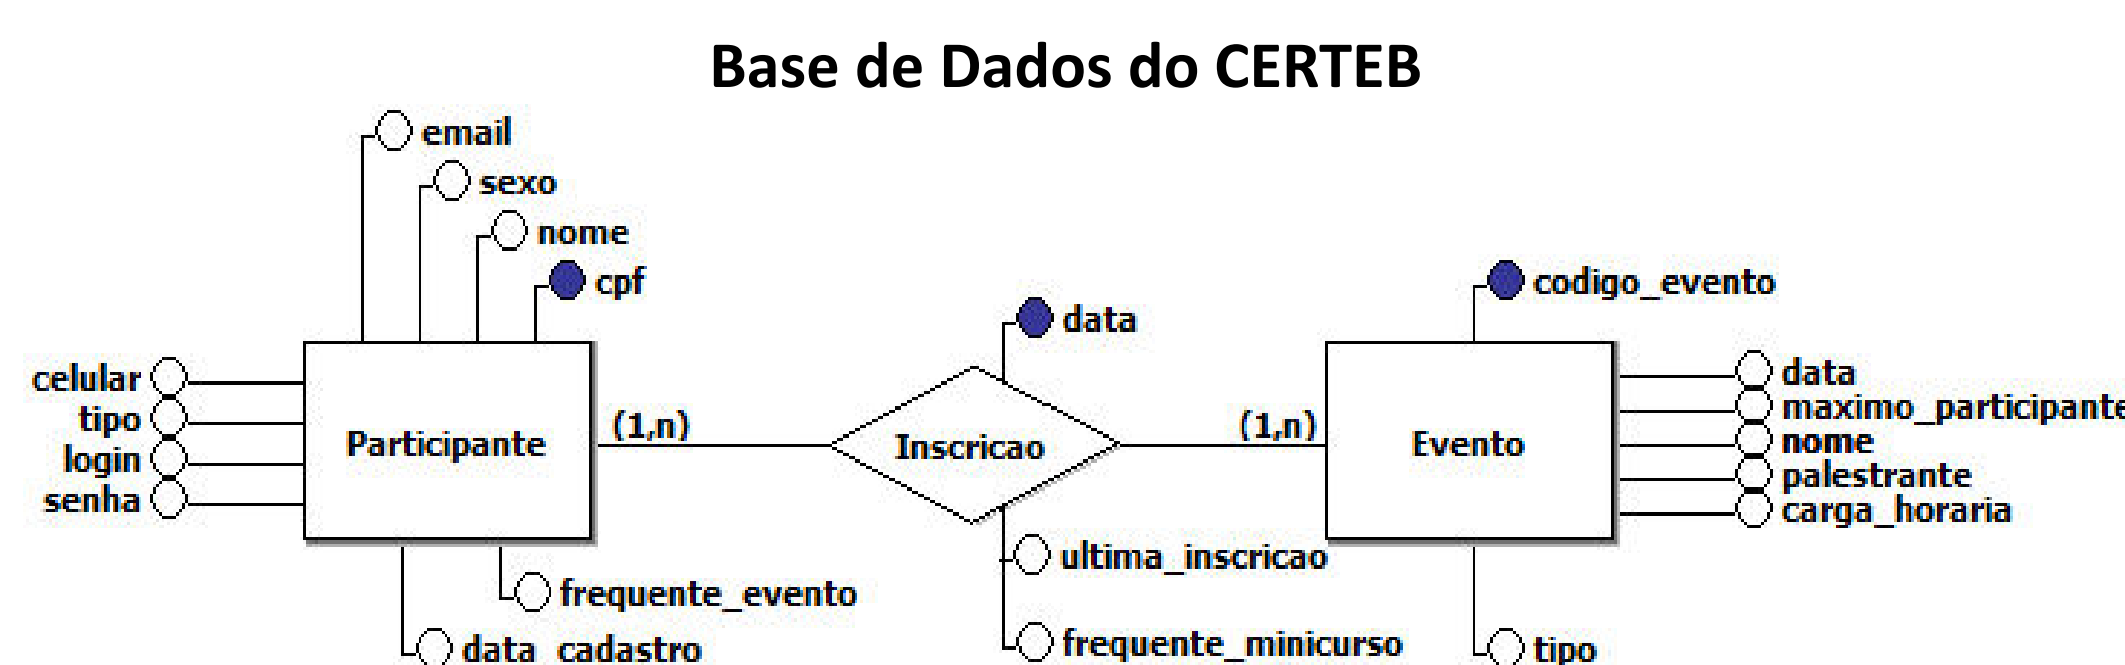 Base de Dados do CERTEB
email
sexo
nome
cpf
celular
tipo
login
senha
Participante
frequente_evento
data_cadastro
(1,n)
data
Inscricao
ultima_inscricao
frequente_minicurso
(1,n)
codigo_evento
Evento
data
maximo_participante
nome
palestrante
carga_horaria
tipo